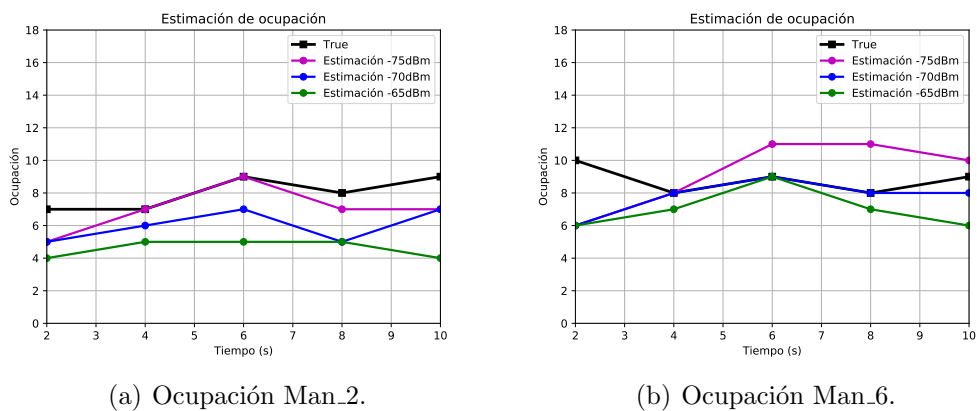 Estimación de ocupación
18
16
14
12
10
8
6
4
2
0
Ocupación
True
Estimación -75dBm
Estimación -70dBm
Estimación -65dBm
2 3 4 5 6 7 8 9 10
Tiempo (s)
(a) Ocupación Man_2.
Estimación de ocupación
18
16
14
12
10
8
6
4
2
0
Ocupación
True
Estimación -75dBm
Estimación -70dBm
Estimación -65dBm
2 3 4 5 6 7 8 9 10
Tiempo (s)
(b) Ocupación Man_6.